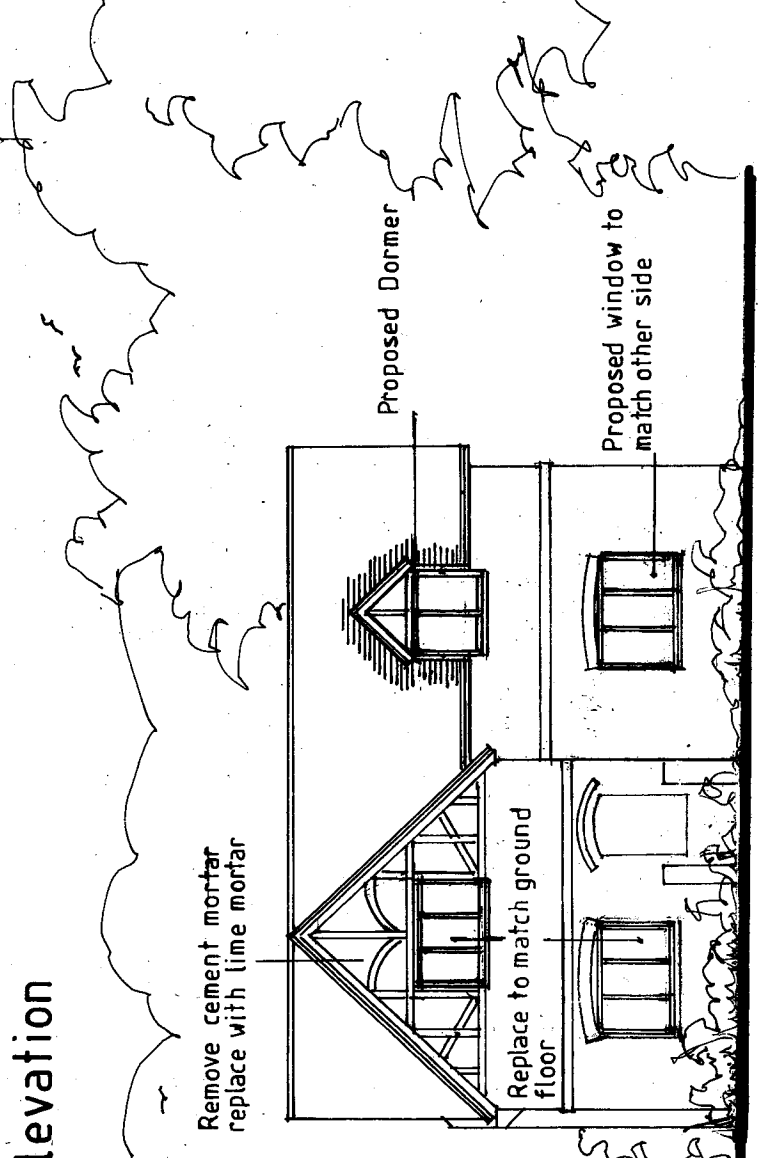 levation
Remove cement mortar
replace with lime mortar
Proposed Dormer
Replace to match ground
floor
Proposed window to
match other side